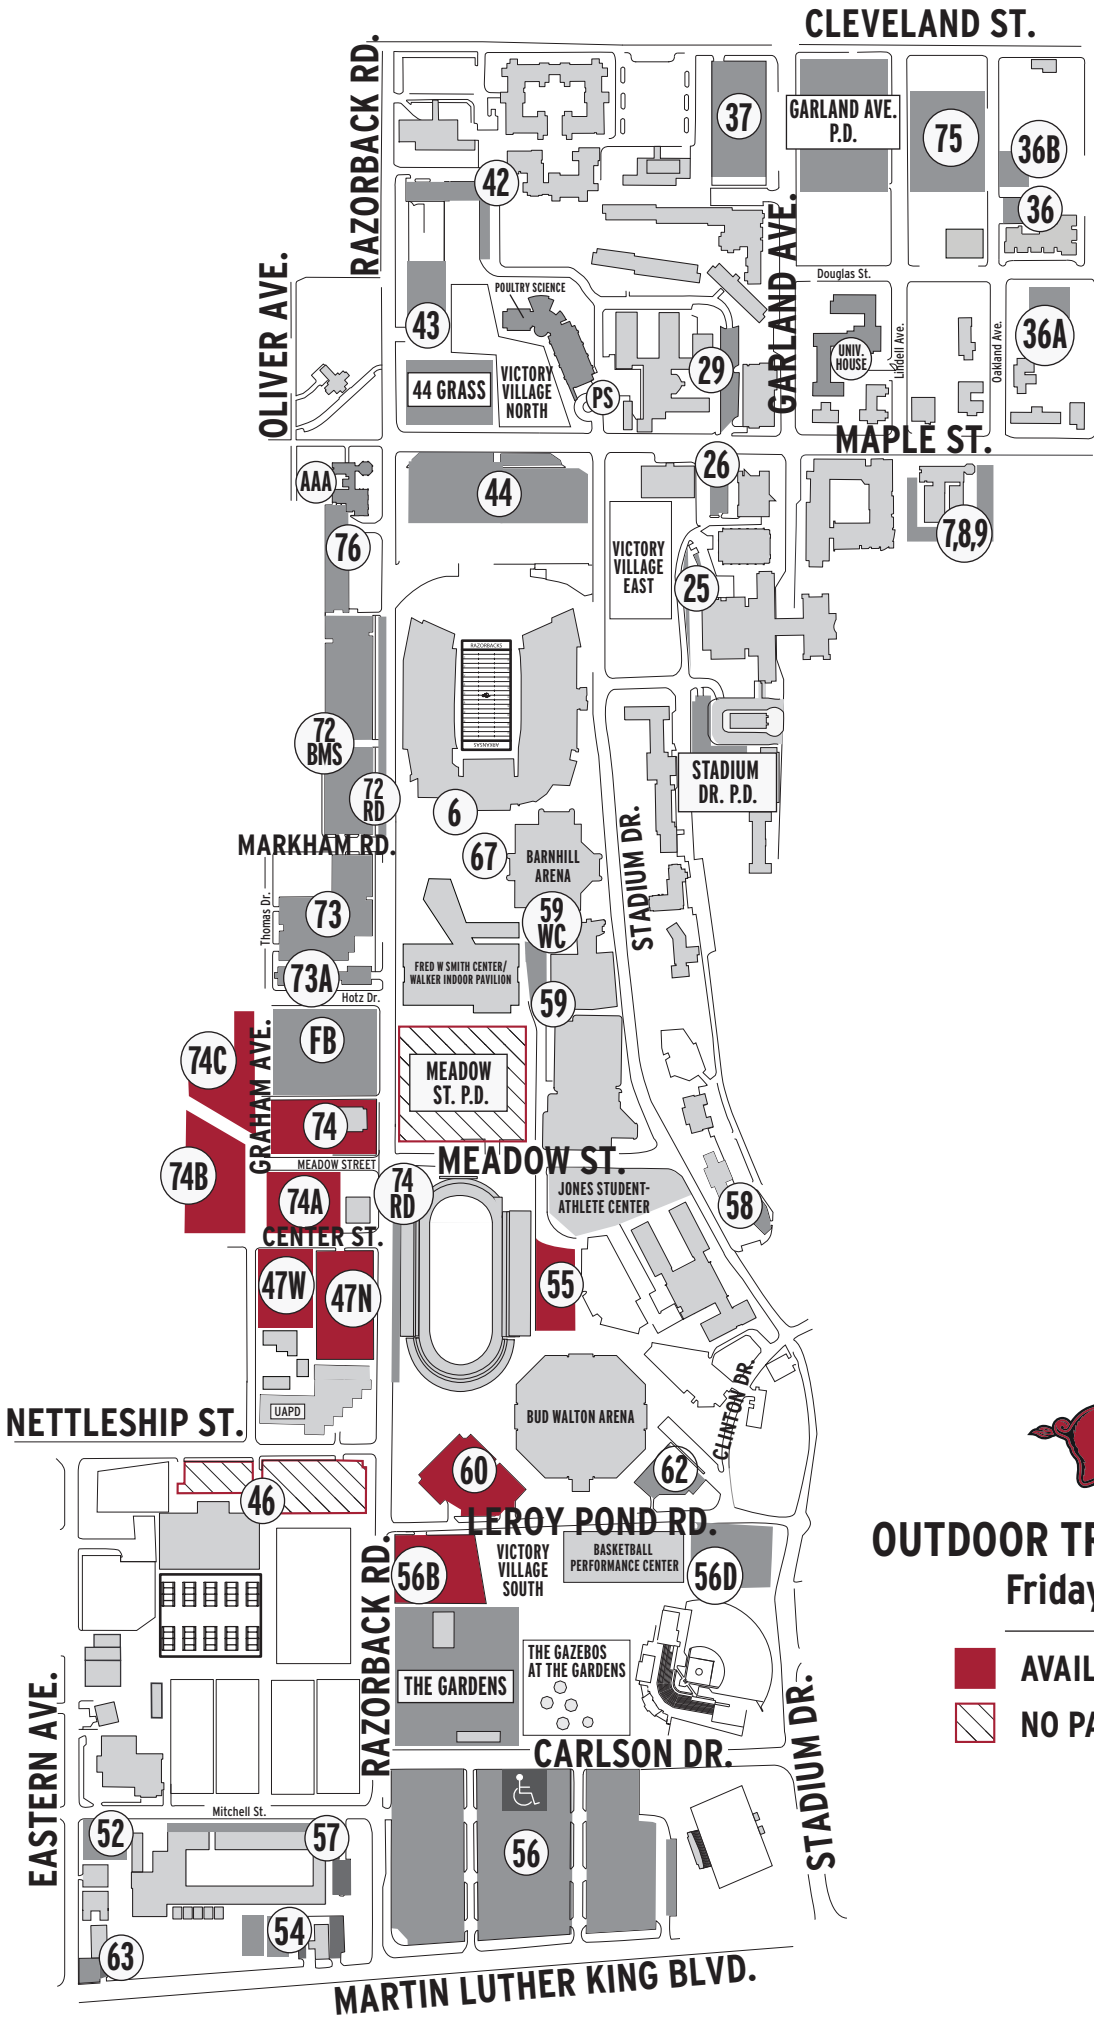 CLEVELAND ST.
RAZORBACK RD.
37
GARLAND AVE.
P.D.
75
36B
36
42
GARLAND AVE.
Douglas St.
OLIVER AVE.
POULTRY SCIENCE
43
36A
UNIV.
HOUSE
Lindell Ave.
Oakland Ave.
29
44 GRASS
VICTORY
VILLAGE
NORTH
PS
MAPLE ST.
26
AAA
44
7,8,9
76
VICTORY
VILLAGE
EAST
25
RAZORBACKS
ARKANSAS
72
BMS
72
RD
STADIUM
DR. P.D.
6
MARKHAM RD.
67
BARNHILL
ARENA
STADIUM DR.
Thomas Dr.
73
59
WC
FRED W SMITH CENTER/
WALKER INDOOR PAVILION
73A
Hotz Dr.
59
74C
GRAHAM AVE.
FB
MEADOW
ST. P.D.
74
MEADOW STREET
MEADOW ST.
74B
74A
74
RD
JONES STUDENT-
ATHLETE CENTER
58
CENTER ST.
47W
47N
55
CLINTON DR.
UAPD
BUD WALTON ARENA
NETTLESHIP ST.
60
62
46
LEROY POND RD.
OUTDOOR TR
Friday
RAZORBACK RD.
56B
VICTORY
VILLAGE
SOUTH
BASKETBALL
PERFORMANCE CENTER
56D
THE GARDENS
THE GAZEBOS
AT THE GARDENS
AVAIL
NO PA
EASTERN AVE.
STADIUM DR.
CARLSON DR.
Mitchell St.
52
57
56
54
63
MARTIN LUTHER KING BLVD.